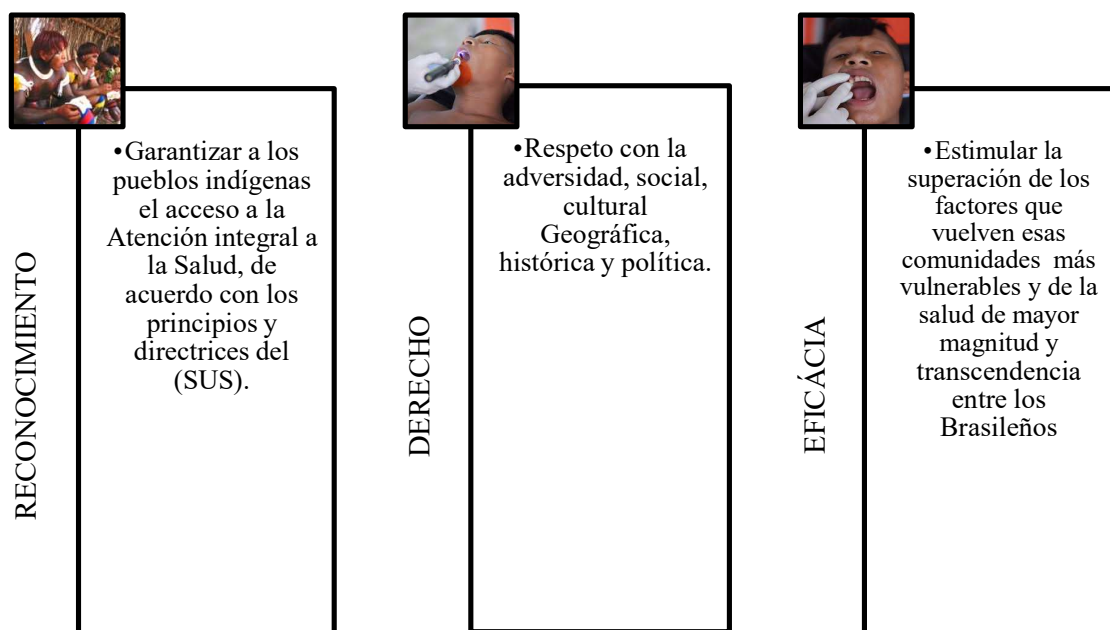 RECONOCIMIENTO
•Garantizar a los
pueblos indígenas
el acceso a la
Atención integral a
la Salud, de
acuerdo con los
principios y
directrices del
(SUS).
DERECHO
•Respeto con la
adversidad, social,
cultural
Geográfica,
histórica y política.
EFICÁCIA
•Estimular la
superación de los
factores que
vuelven esas
comunidades más
vulnerables y de la
salud de mayor
magnitud y
transcendencia
entre los
Brasileños